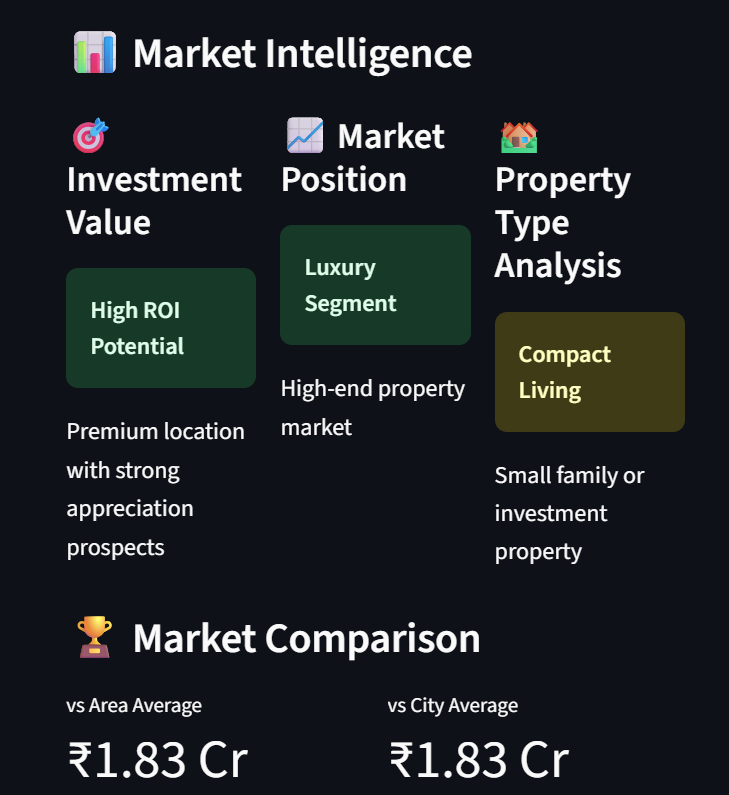 Market Intelligence
Investment
Value
High ROI
Potential
Premium location
with strong
appreciation
prospects
Market
Position
Luxury
Segment
High-end property
market
Property
Type
Analysis
Compact
Living
Small family or
investment
property
Market Comparison
vs Area Average
₹1.83 Cr
vs City Average
₹1.83 Cr